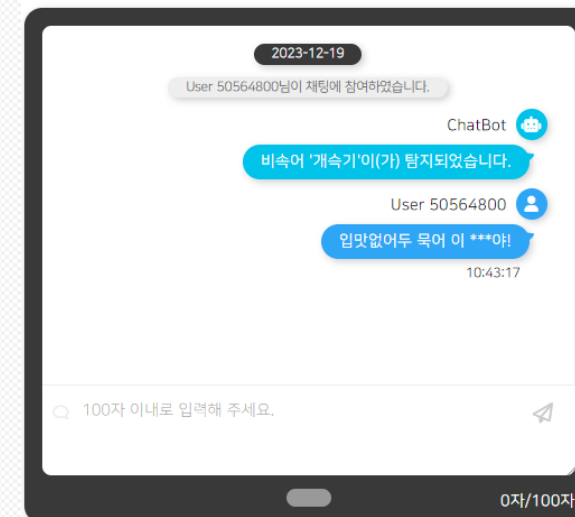 2023-12-19
User 50564800님이 채팅에 참여하였습니다.
ChatBot
비속어 '개속기'이(가) 탐지되었습니다.
User 50564800
입맛없어두 묵어 이 ***야!
10:43:17
100자 이내로 입력해 주세요.
0자/100자